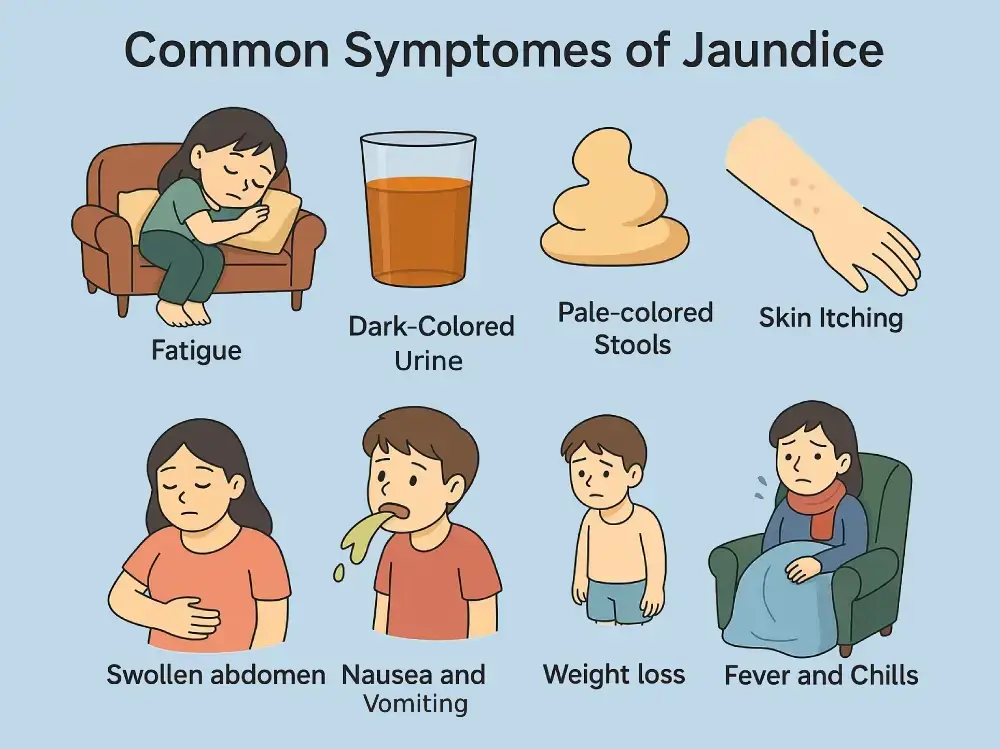 Common Symptomes of Jaundice
Fatigue
Dark-Colored
Urine
Pale-colored
Stools
Skin Itching
Swollen abdomen
Nausea and
Vomiting
Weight loss
Fever and Chills